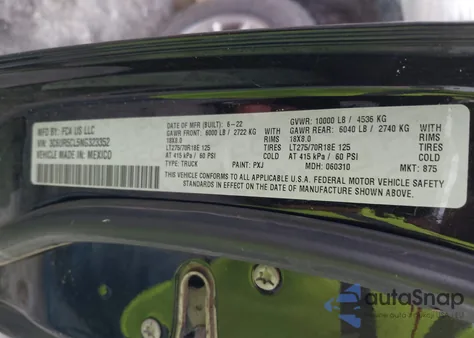 MFD BY: FCA US LLC
DATE OF MFR (BUILT): 6-22
GVWR: 10000 LB / 4536 KG
GAWR FRONT: 6000 LB / 2722 KG
GAWR REAR: 6040 LB / 2740 KG
18X8.0 RIMS 18X8.0 RIMS
LT275/70R18E 125 TIRES LT275/70R18E 125 TIRES
AT 415 kPa / 60 PSI AT 415 kPa / 60 PSI
VIN:
VEHICLE MADE IN: MEXICO
TYPE: TRUCK PAINT: PXJ MDH: 060310 MKT: 875
THIS VEHICLE CONFORMS TO ALL APPLICABLE U.S.A. FEDERAL MOTOR VEHICLE SAFETY
STANDARDS IN EFFECT ON THE DATE OF MANUFACTURE SHOWN ABOVE.
autoSnap